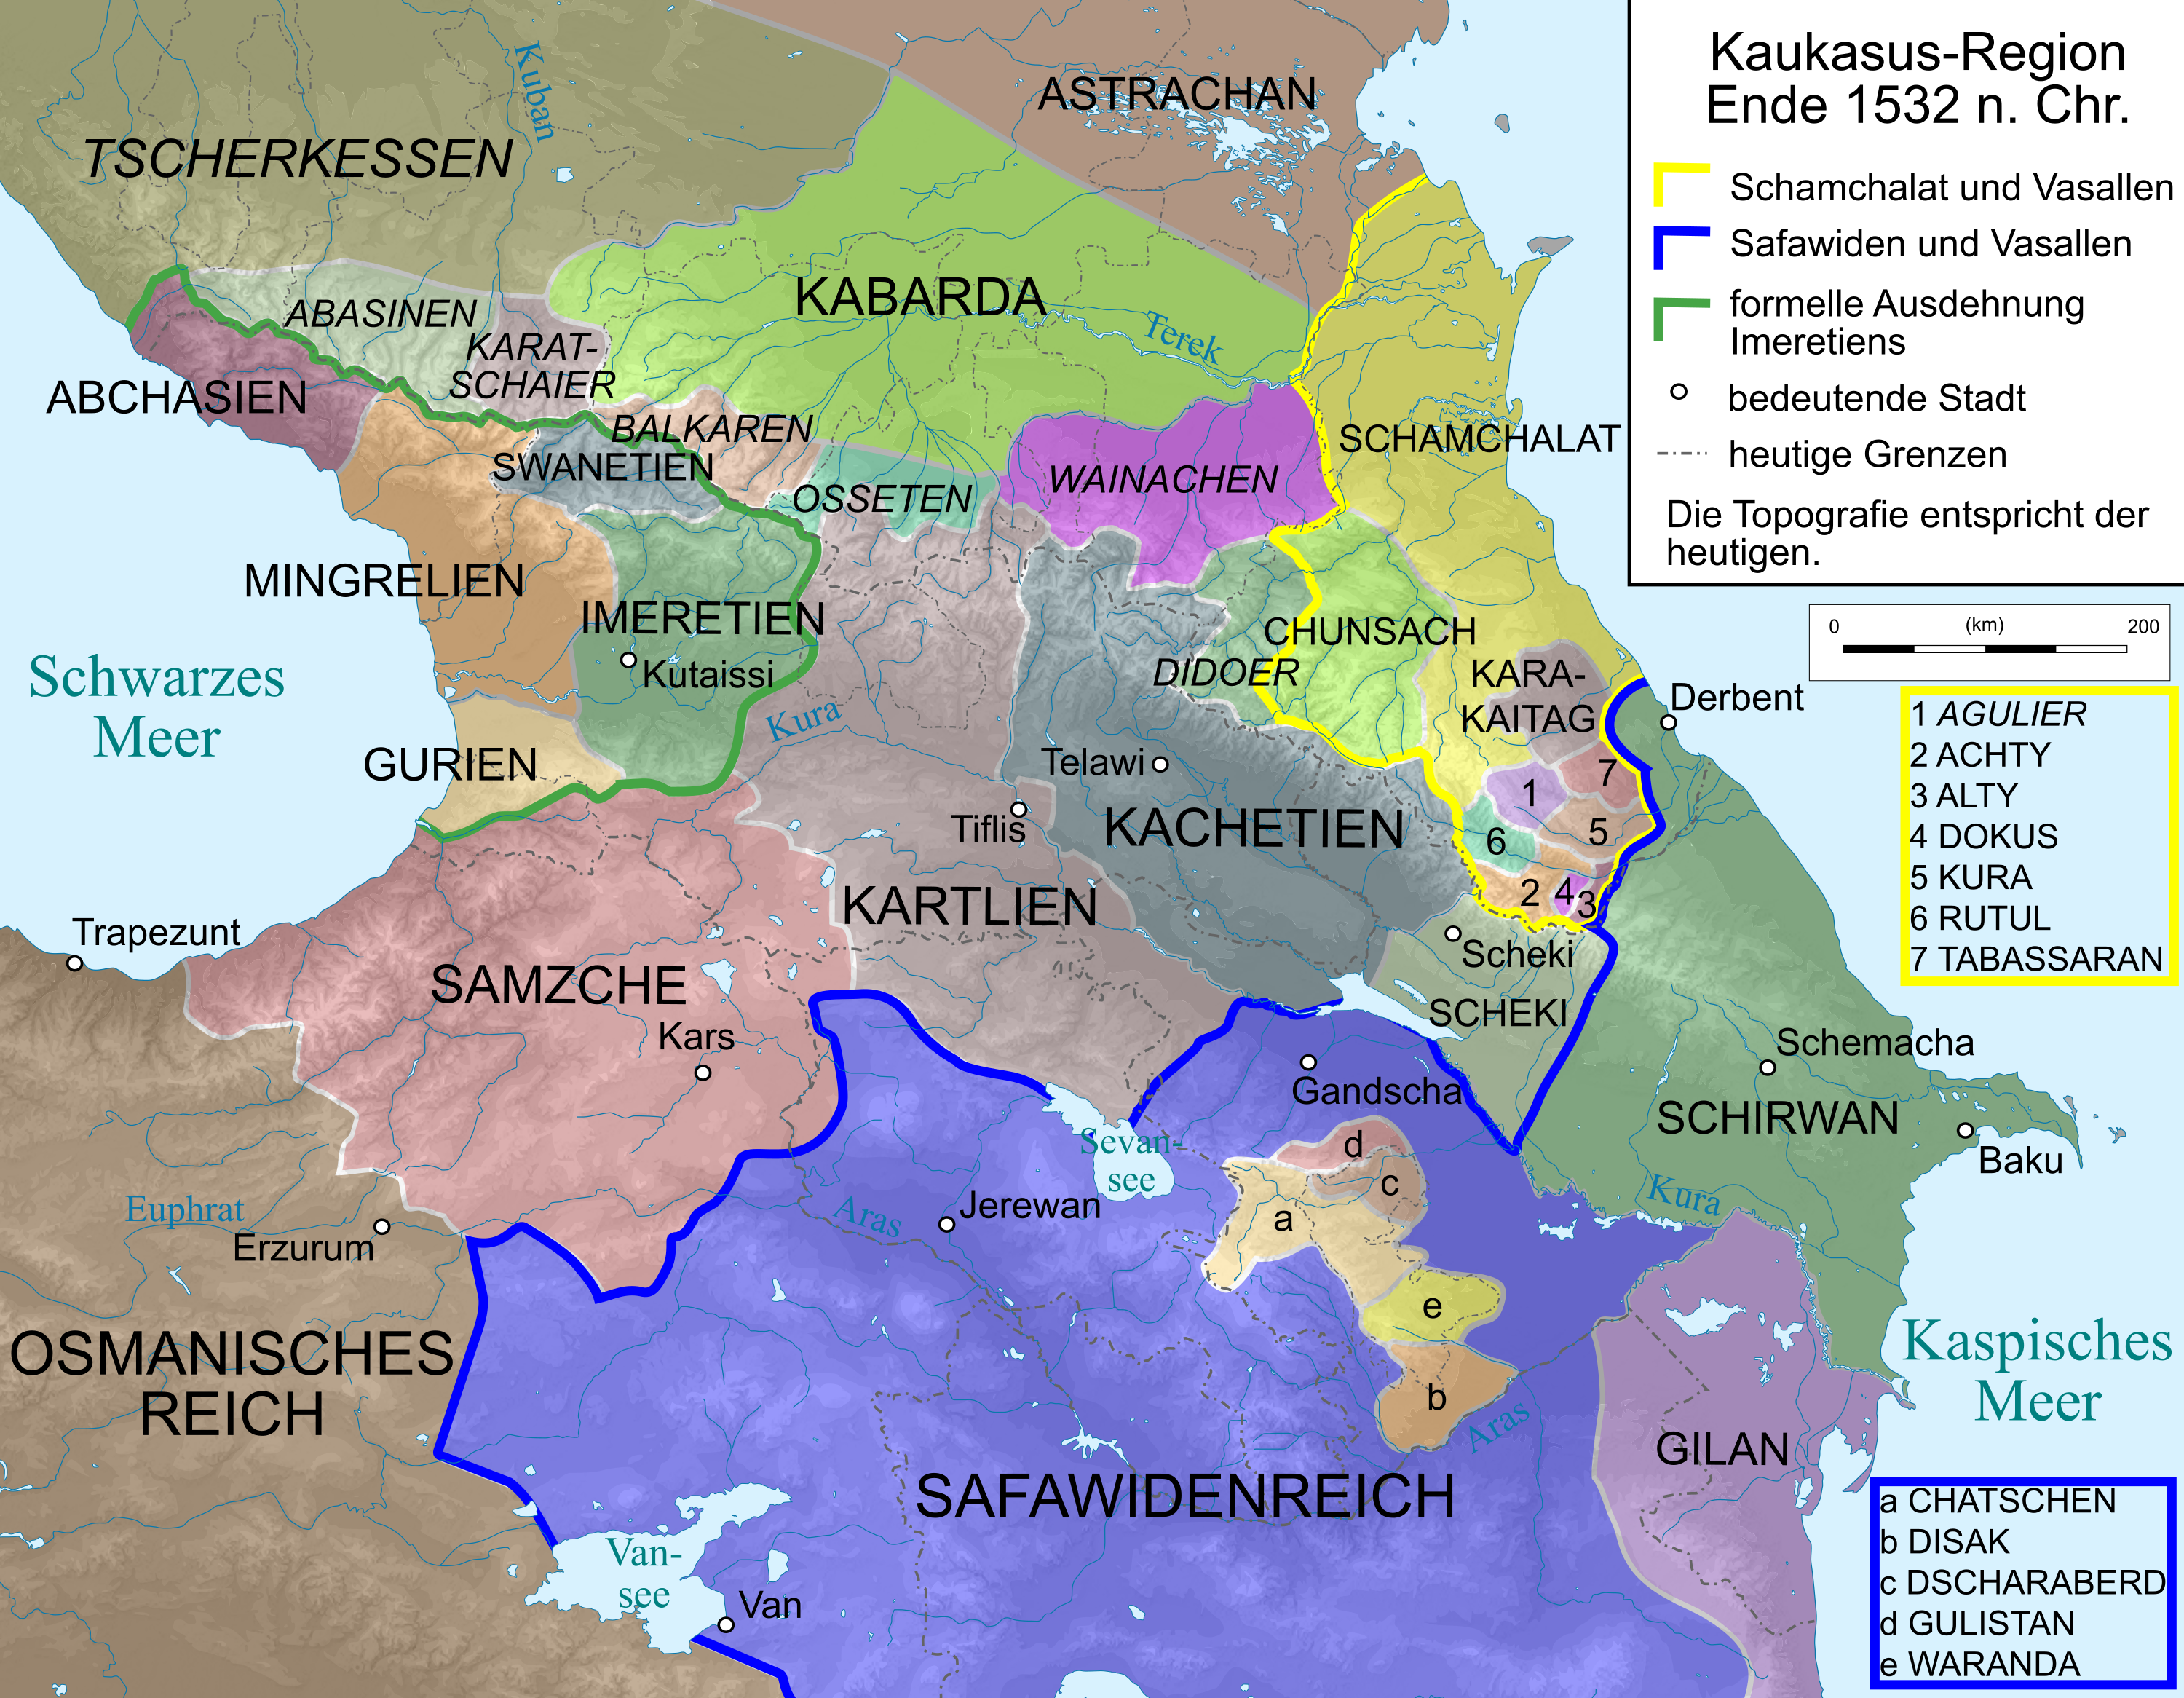 Kaukasus-Region
Ende 1532 n. Chr.
Schamchalat und Vasallen
Safawiden und Vasallen
formelle Ausdehnung
Imeretiens
bedeutende Stadt
heutige Grenzen
Die Topografie entspricht der
heutigen.
0 (km) 200
1 AGULIER
2 ACHTY
3 ALTY
4 DOKUS
5 KURA
6 RUTUL
7 TABASSARAN
a CHATSCHEN
b DISAK
c DSCHARABERD
d GULISTAN
e WARANDA
Kuban
ASTRACHAN
TSCHERKESSEN
KABARDA
ABASINEN
KARAT-
SCHAIER
Terek
ABCHASIEN
BALKAREN
SWANETIEN
OSSETEN
WAINACHEN
SCHAMCHALAT
MINGRELIEN
IMERETIEN
Kutaissi
CHUNSACH
DIDOER
KARA-
KAITAG
Derbent
Schwarzes
Meer
Kura
GURIEN
Telawi
Tiflis
KACHETIEN
1
7
6
5
2
4
3
KARTLIEN
Trapezunt
SAMZCHE
Kars
Scheki
SCHEKI
Schemacha
Gandscha
SCHIRWAN
Baku
Sevan-
see
d
c
a
e
b
Jerewan
Aras
Kura
Euphrat
Erzurum
OSMANISCHES
REICH
Kaspisches
Meer
Aras
GILAN
SAFAWIDENREICH
Van-
see
Van